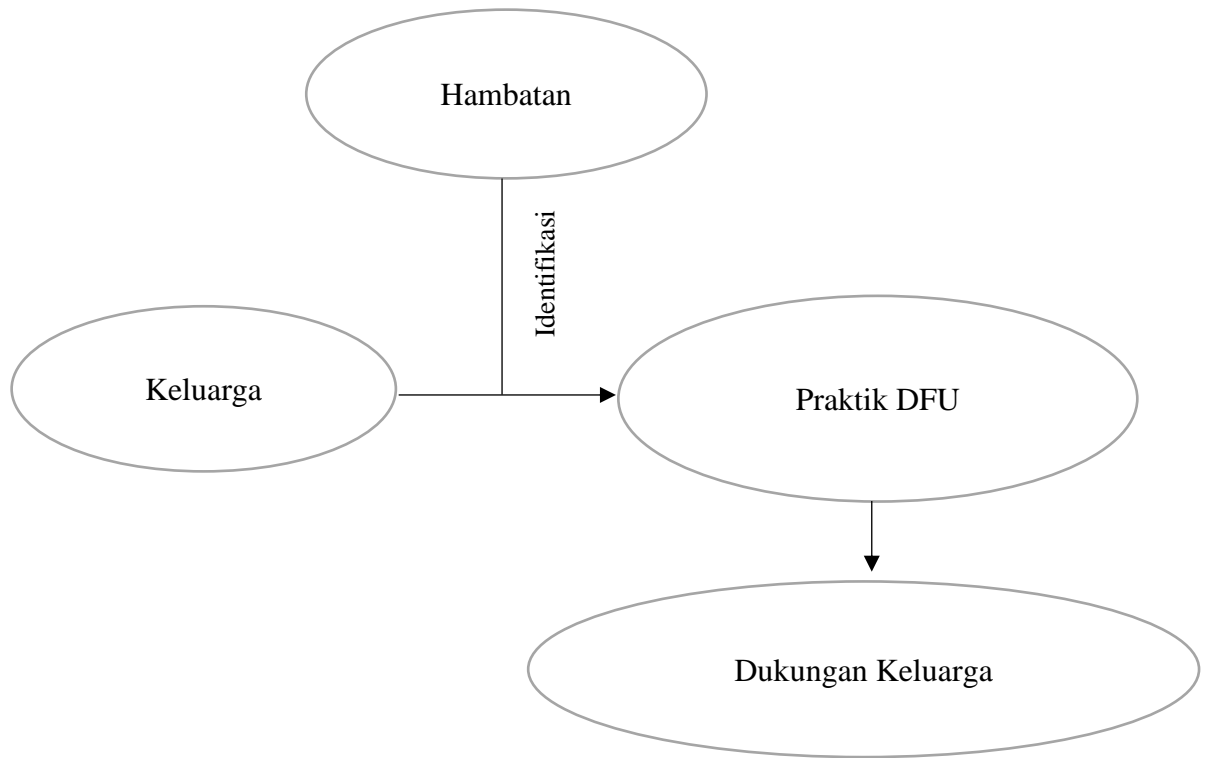 Hambatan
Identifikasi
Keluarga
Praktik DFU
Dukungan Keluarga